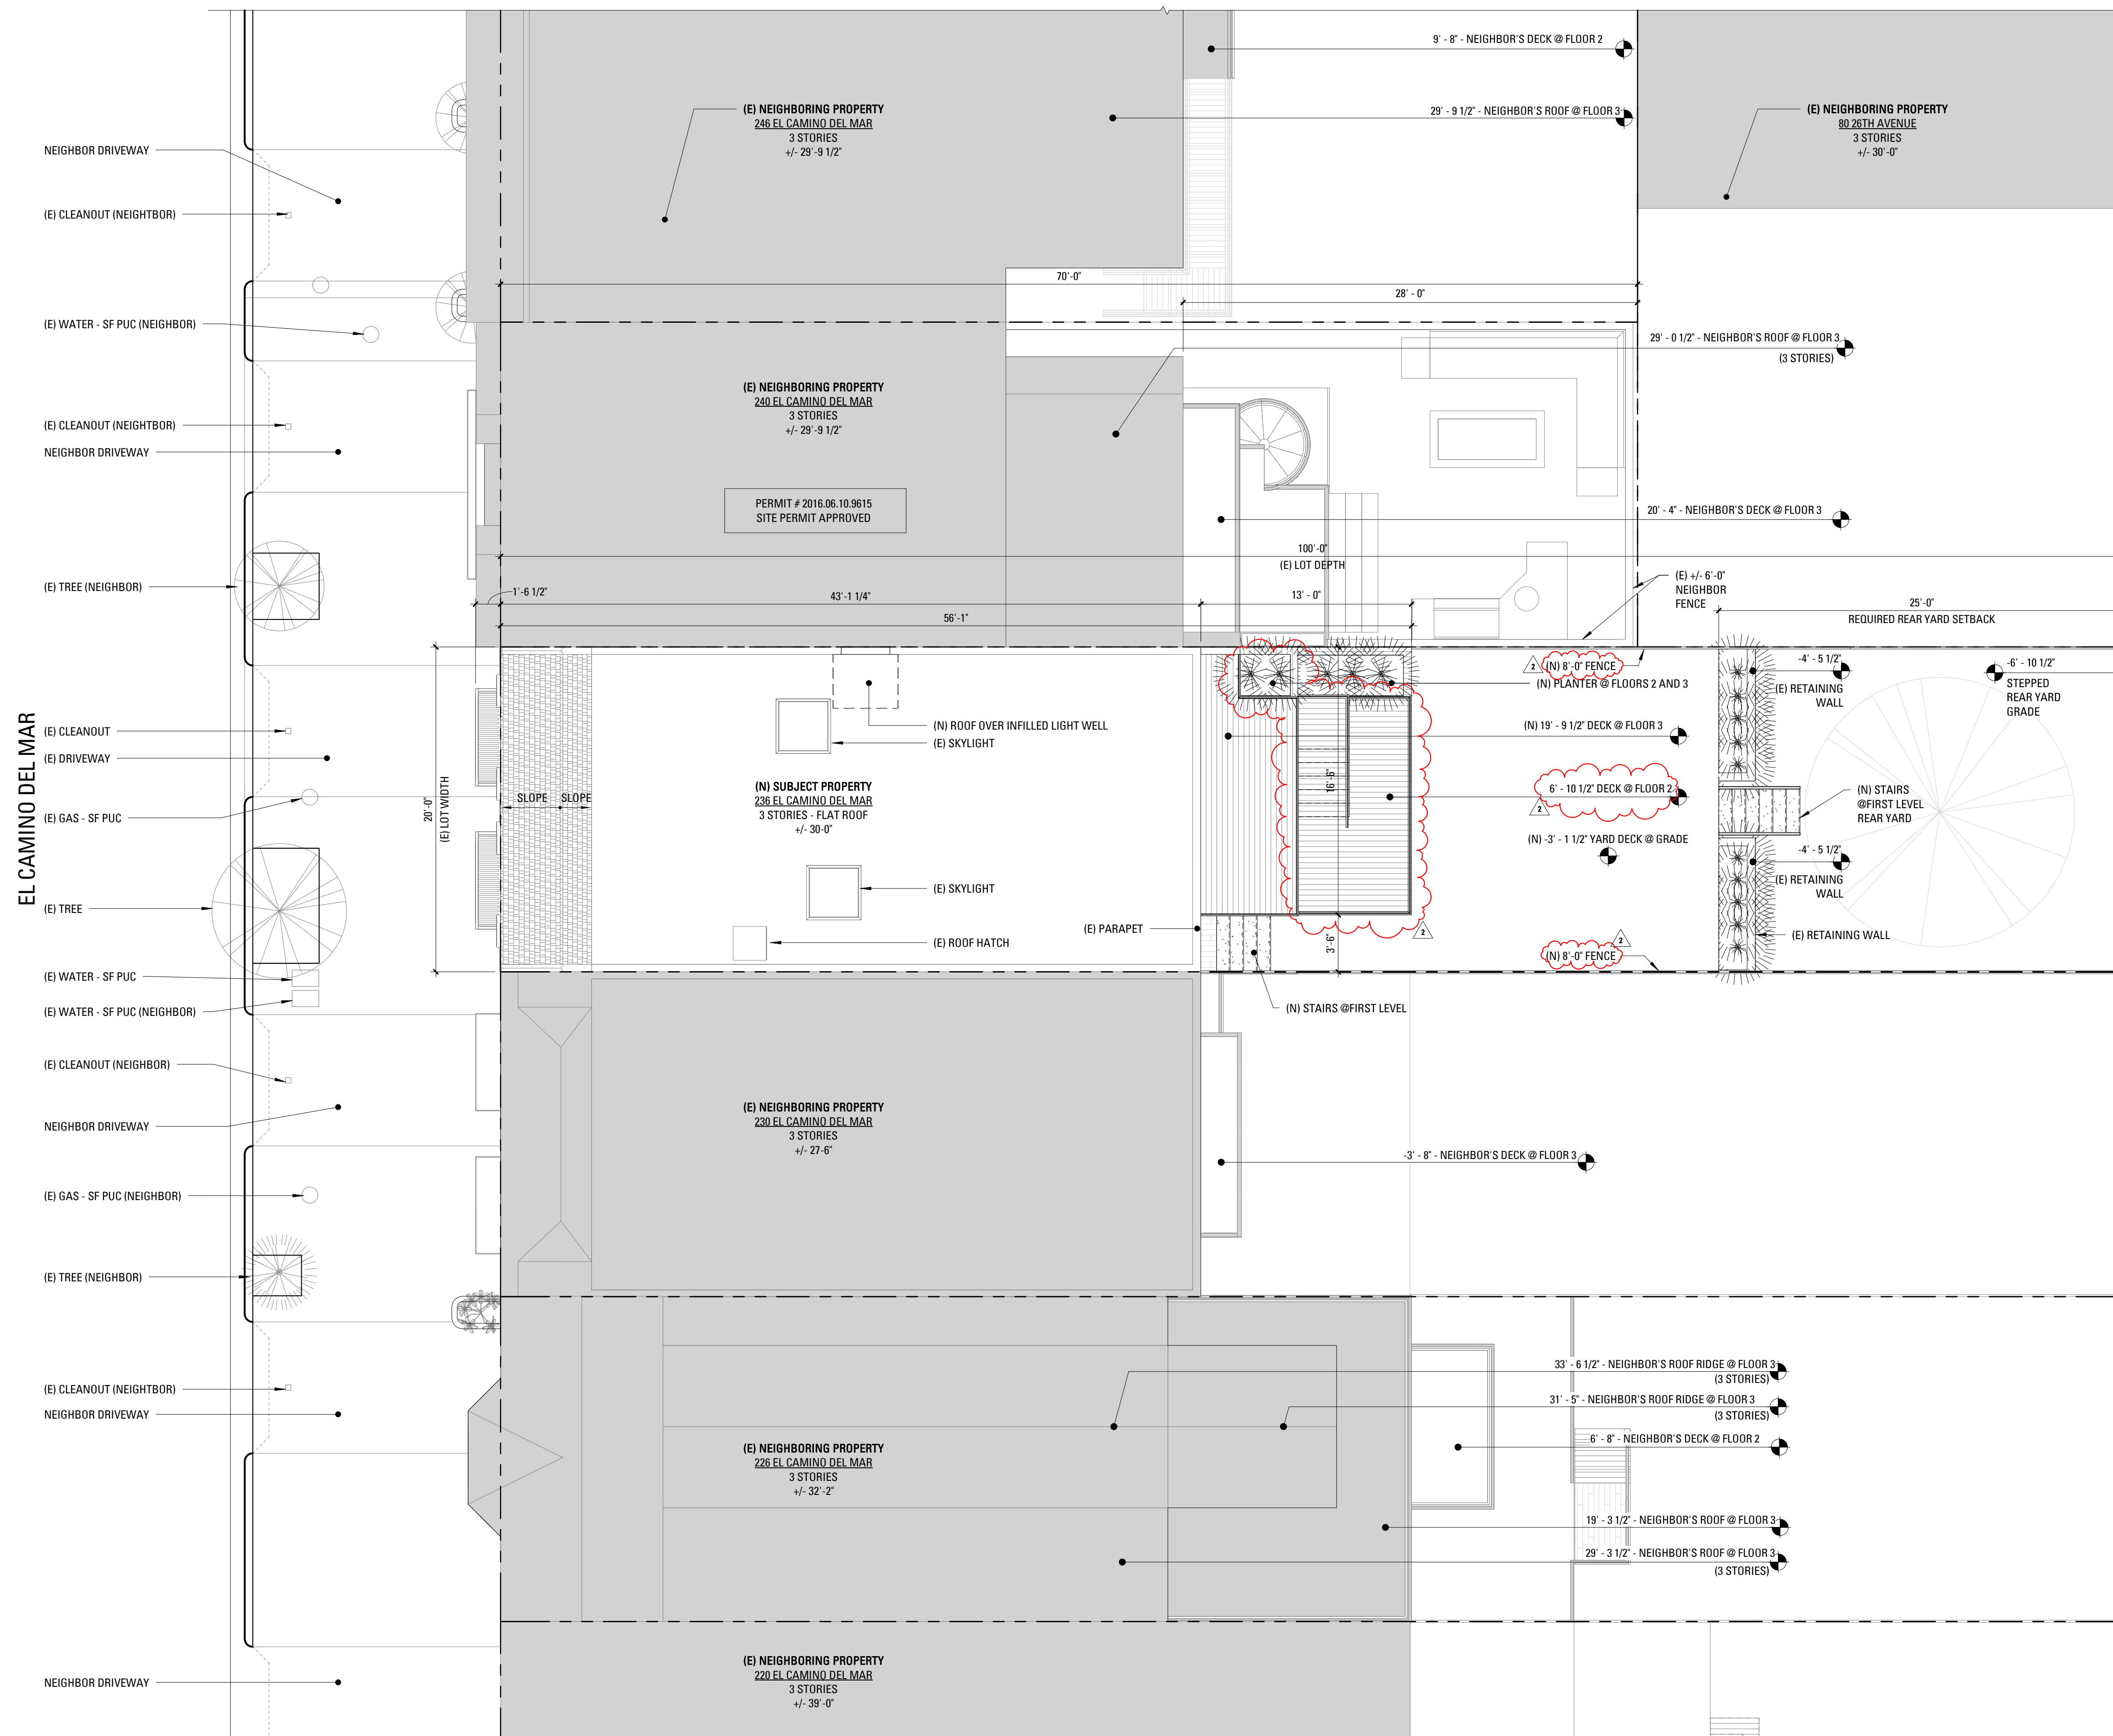 EL CAMINO DEL MAR
NEIGHBOR DRIVEWAY
(E) CLEANOUT (NEIGHTBOR)
(E) WATER - SF PUC (NEIGHBOR)
(E) CLEANOUT (NEIGHTBOR)
NEIGHBOR DRIVEWAY
(E) TREE (NEIGHBOR)
(E) CLEANOUT
(E) DRIVEWAY
(E) GAS - SF PUC
(E) TREE
(E) WATER - SF PUC
(E) WATER - SF PUC (NEIGHBOR)
(E) CLEANOUT (NEIGHBOR)
NEIGHBOR DRIVEWAY
(E) GAS - SF PUC (NEIGHBOR)
(E) TREE (NEIGHBOR)
(E) CLEANOUT (NEIGHTBOR)
NEIGHBOR DRIVEWAY
NEIGHBOR DRIVEWAY
(E) NEIGHBORING PROPERTY
246 EL CAMINO DEL MAR
3 STORIES
+/- 29'-9 1/2"
9' - 8" - NEIGHBOR'S DECK @ FLOOR 2
29' - 9 1/2" - NEIGHBOR'S ROOF @ FLOOR 3
(E) NEIGHBORING PROPERTY
80 26TH AVENUE
3 STORIES
+/- 30'-0"
70'-0"
28' - 0"
29' - 0 1/2" - NEIGHBOR'S ROOF @ FLOOR 3
(3 STORIES)
(E) NEIGHBORING PROPERTY
240 EL CAMINO DEL MAR
3 STORIES
+/- 29'-9 1/2"
PERMIT # 2016.06.10.9615
SITE PERMIT APPROVED
20' - 4" - NEIGHBOR'S DECK @ FLOOR 3
100'-0"
(E) LOT DEPTH
(E) +/- 6'-0"
NEIGHBOR
FENCE
1'-6 1/2"
43'-1 1/4"
13' - 0"
56'-1"
25'-0"
REQUIRED REAR YARD SETBACK
2
(N) 8'-0" FENCE
(N) PLANTER @ FLOORS 2 AND 3
-4' - 5 1/2"
(E) RETAINING
WALL
-6' - 10 1/2"
STEPPED
REAR YARD
GRADE
(N) ROOF OVER INFILLED LIGHT WELL
(E) SKYLIGHT
(N) 19' - 9 1/2" DECK @ FLOOR 3
20'-0"
(E) LOT WIDTH
SLOPE
SLOPE
(N) SUBJECT PROPERTY
236 EL CAMINO DEL MAR
3 STORIES - FLAT ROOF
+/- 30-0"
16'-6"
6' - 10 1/2" DECK @ FLOOR 2
2
(N) STAIRS
@FIRST LEVEL
REAR YARD
(N) -3' - 1 1/2" YARD DECK @ GRADE
-4' - 5 1/2"
(E) RETAINING
WALL
(E) SKYLIGHT
(E) PARAPET
(E) ROOF HATCH
3'-6"
2
2
(E) RETAINING WALL
(N) 8'-0" FENCE
(N) STAIRS @FIRST LEVEL
(E) NEIGHBORING PROPERTY
230 EL CAMINO DEL MAR
3 STORIES
+/- 27-6"
-3' - 8" - NEIGHBOR'S DECK @ FLOOR 3
33' - 6 1/2" - NEIGHBOR'S ROOF RIDGE @ FLOOR 3
(3 STORIES)
31' - 5" - NEIGHBOR'S ROOF RIDGE @ FLOOR 3
(3 STORIES)
6' - 8" - NEIGHBOR'S DECK @ FLOOR 2
(E) NEIGHBORING PROPERTY
226 EL CAMINO DEL MAR
3 STORIES
+/- 32'-2"
19' - 3 1/2" - NEIGHBOR'S ROOF @ FLOOR 3
29' - 3 1/2" - NEIGHBOR'S ROOF @ FLOOR 3
(3 STORIES)
(E) NEIGHBORING PROPERTY
220 EL CAMINO DEL MAR
3 STORIES
+/- 39'-0"